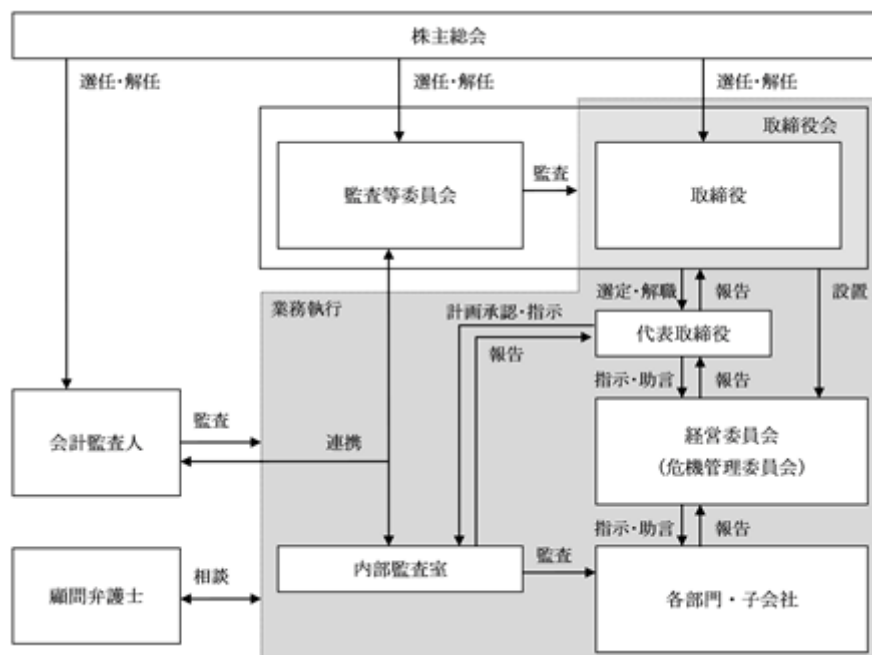 株主総会
選任・解任
選任・解任
選任・解任
取締役会
監査等委員会
監査
取締役
業務執行
計画承認・指示
選定・解職
報告
設置
代表取締役
報告
指示・助言
報告
会計監査人
監査
連携
経営委員会
(危機管理委員会)
指示・助言
報告
顧問弁護士
相談
内部監査室
監査
各部門・子会社